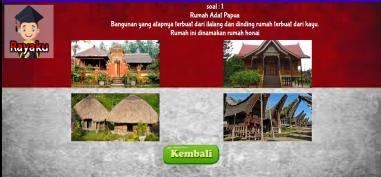 soal : 1
Rumah Adat Papua
Bangunan yang atapnya terbuat dari ilalang dan dinding rumah terbuat dari kayu.
Rumah ini dinamakan rumah honai
Rayaku
Kembali